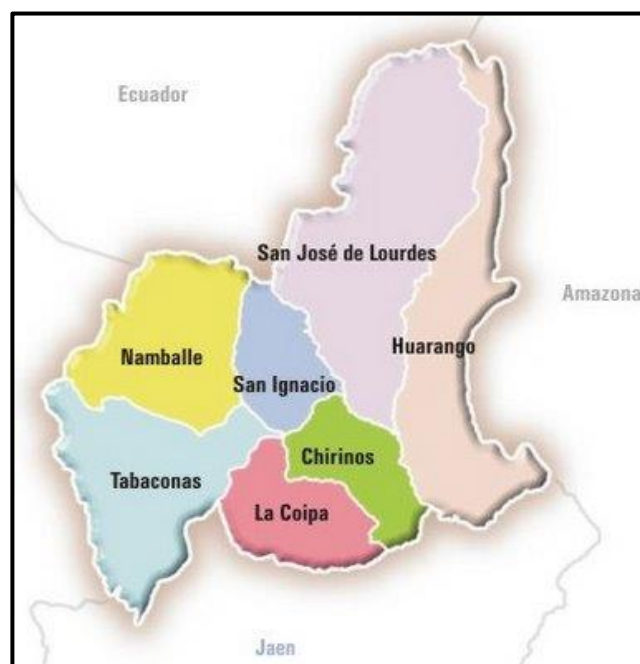 Ecuador
San José de Lourdes
Amazona
Namballe
Huarango
San Ignacio
Chirinos
Tabaconas
La Coipa
Jaen